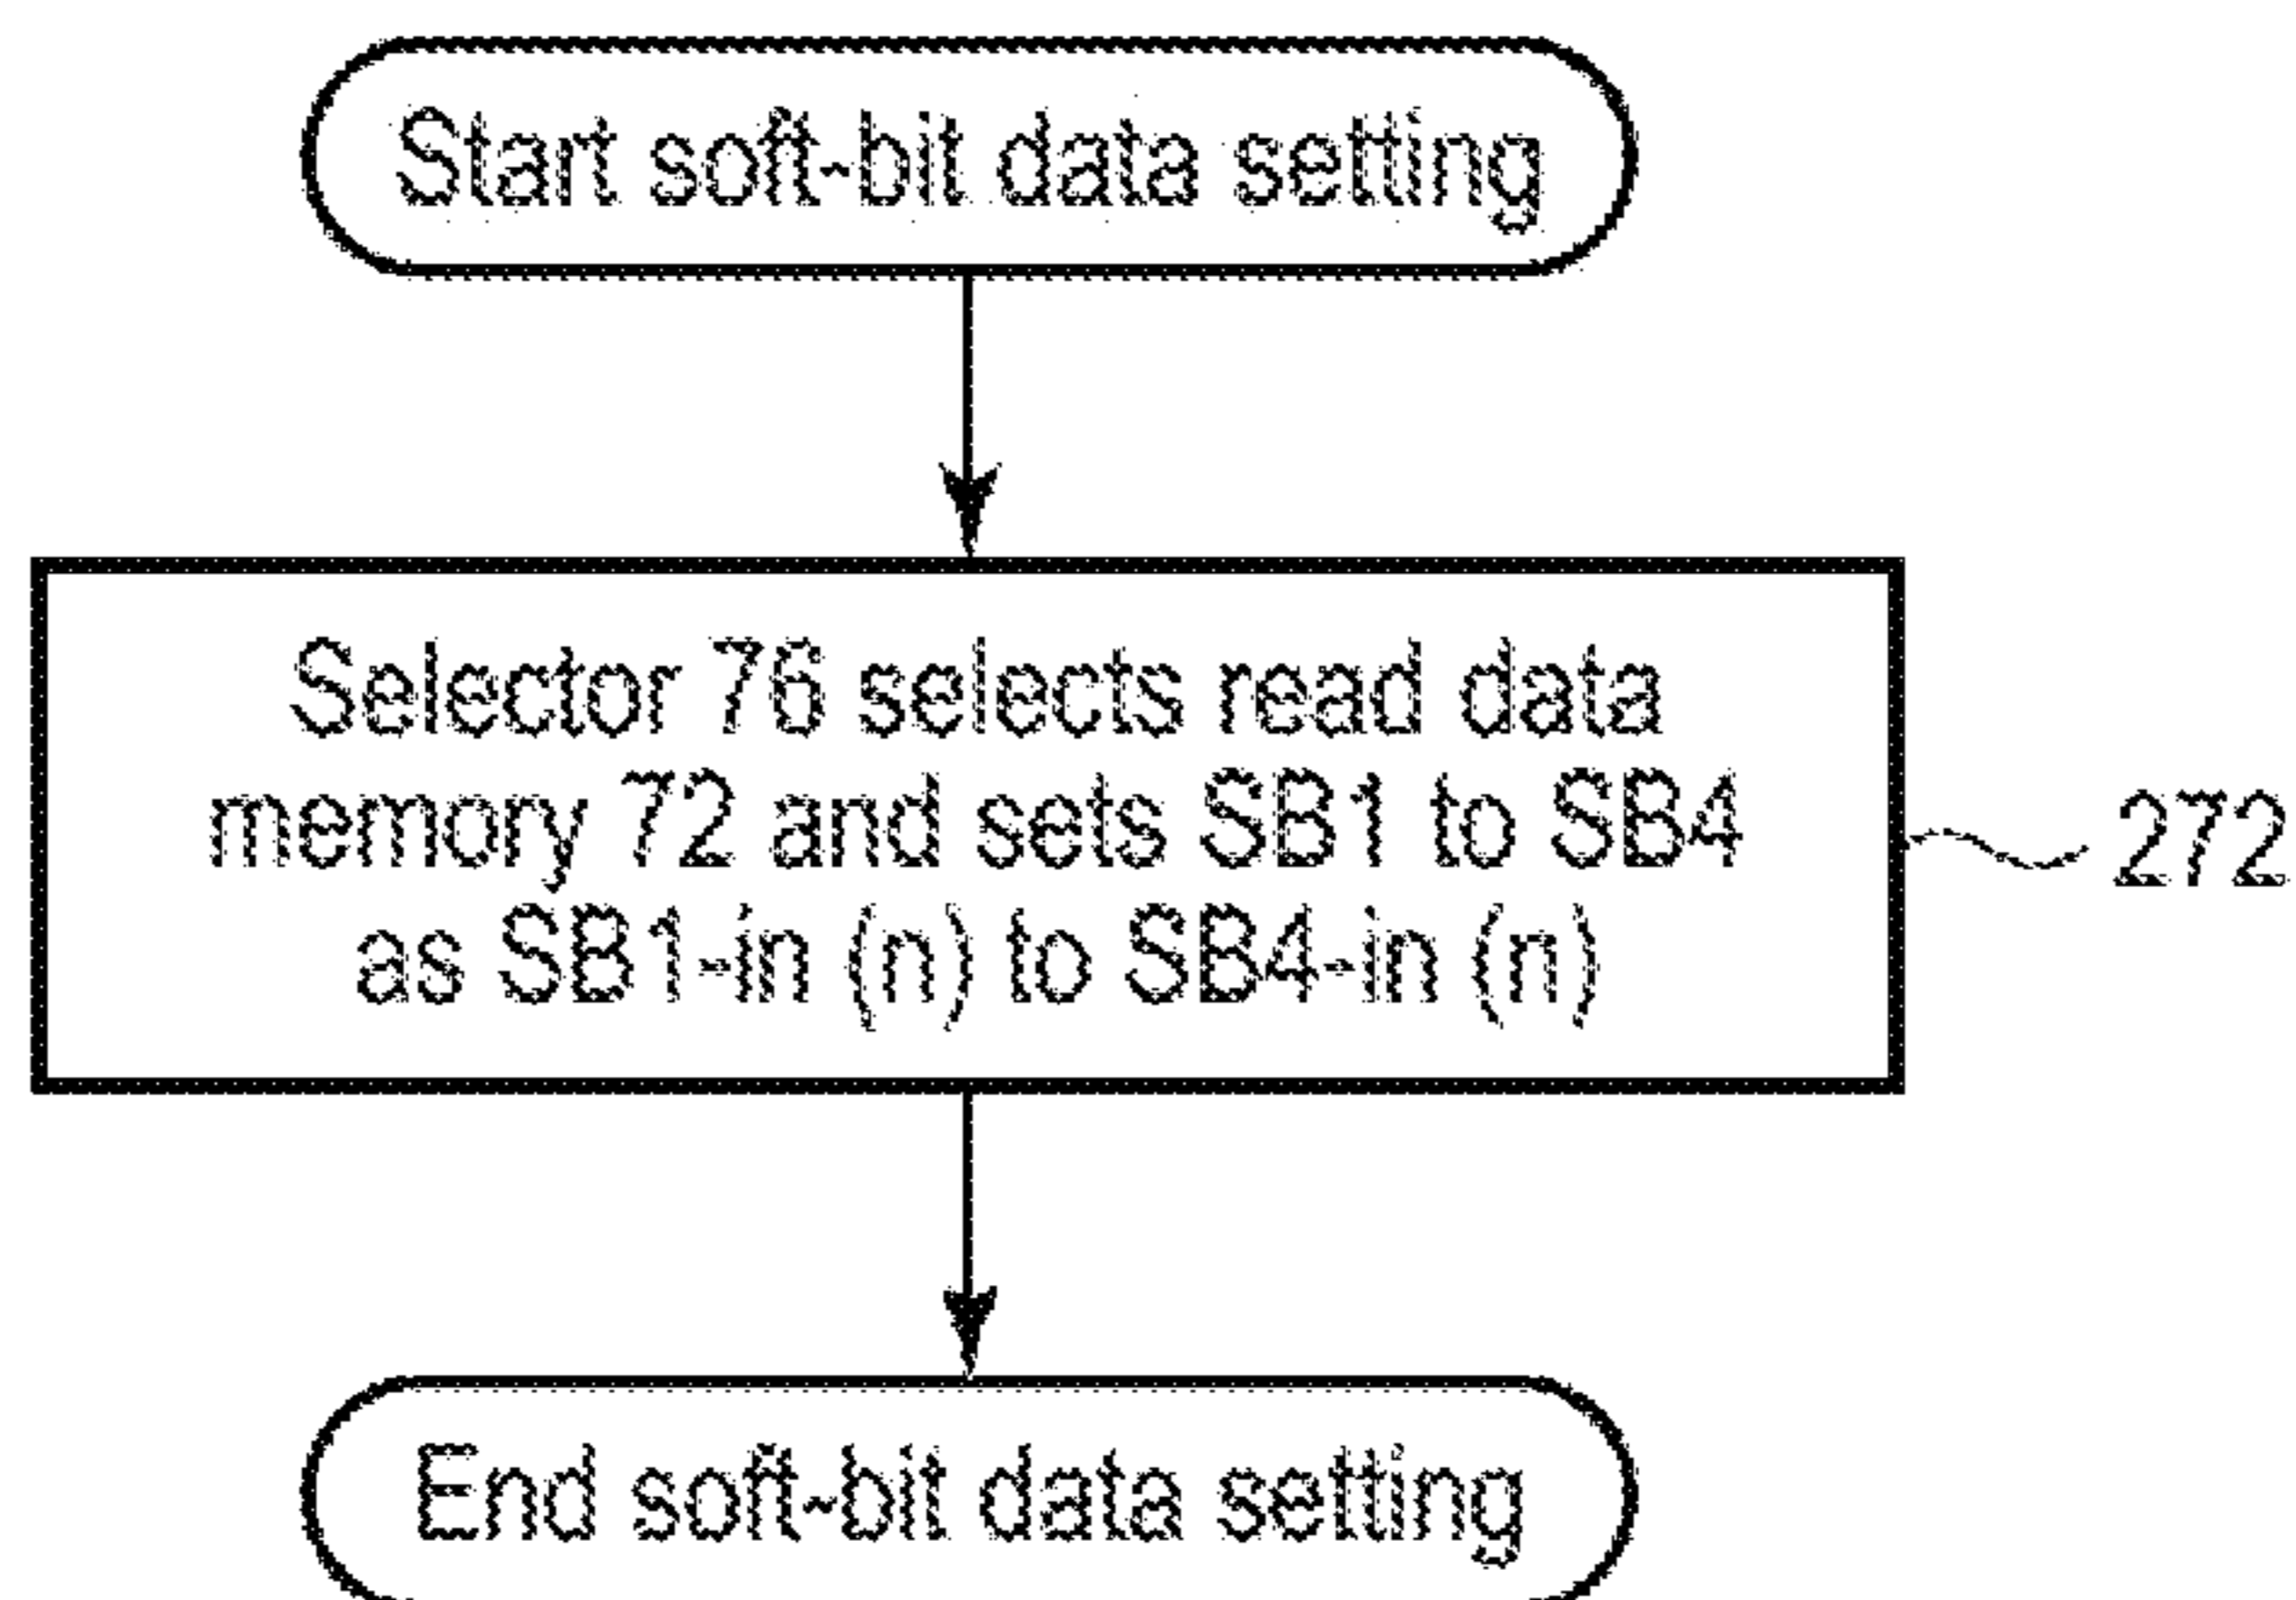 Start soft-bit data setting
Selector 76 selects read data
memory 72 and sets SB1 to SB4
as SB1-in (n) to SB4-in (n)
272
End soft-bit data setting